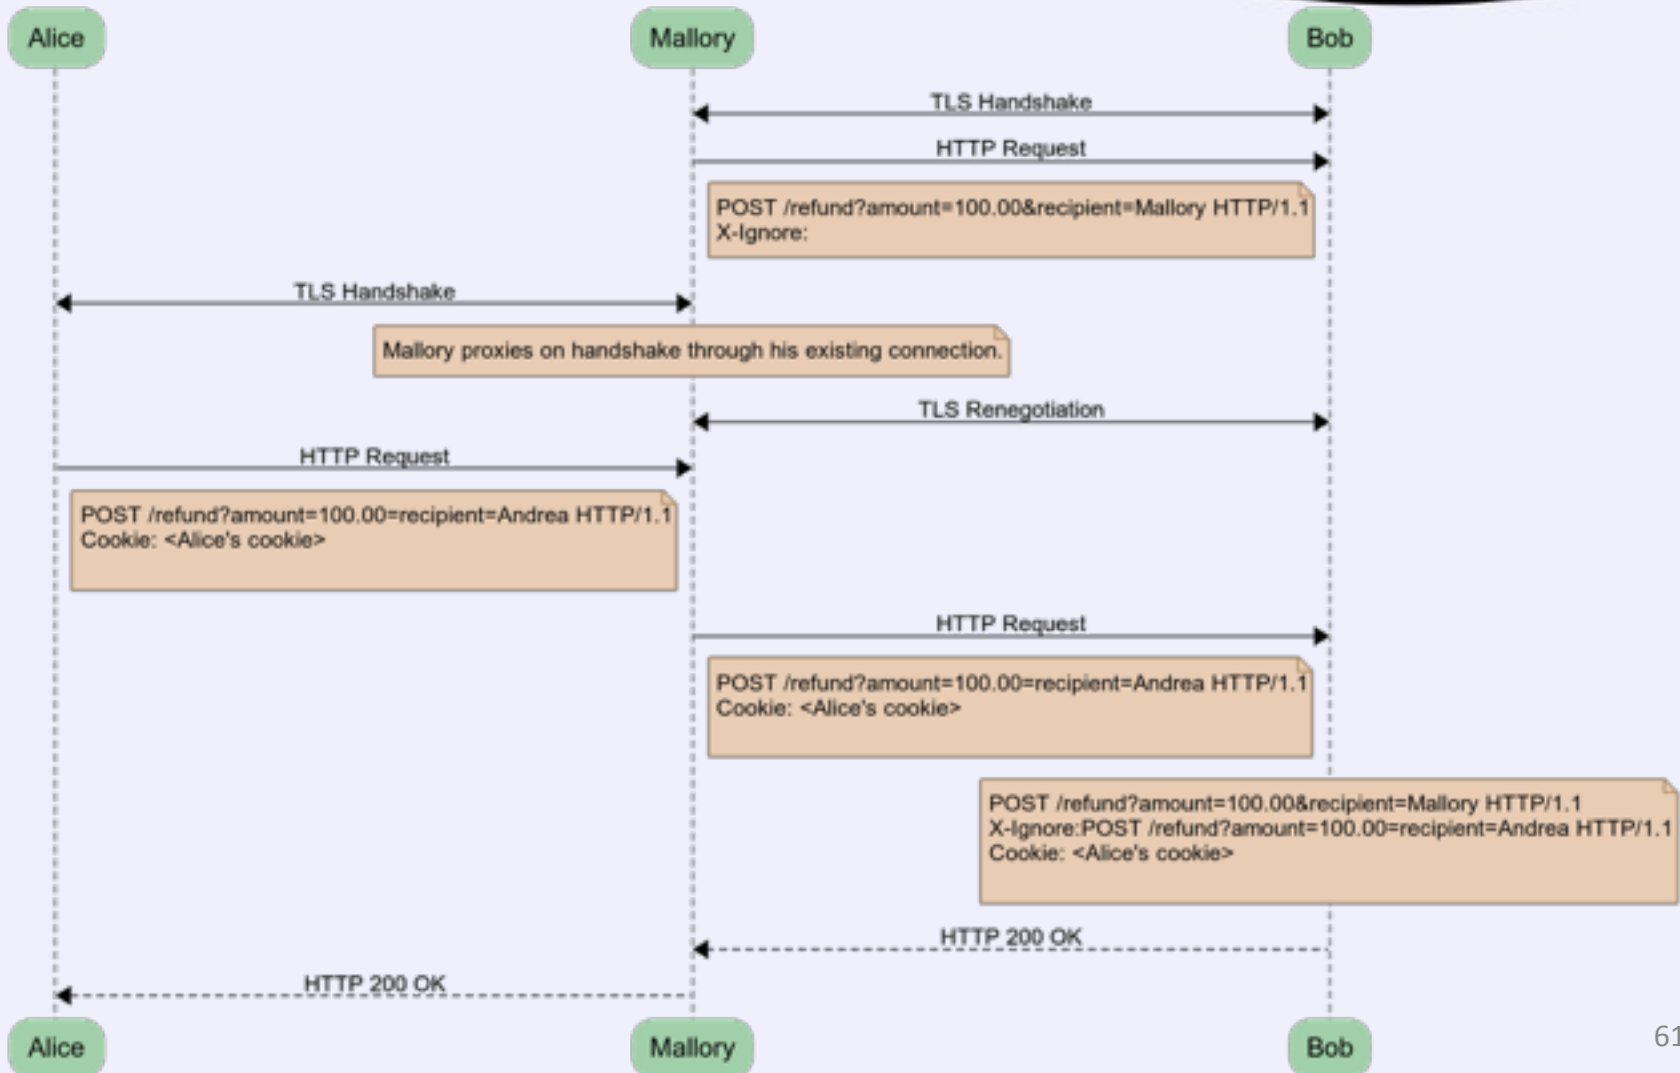 Alice
Mallory
Bob
TLS Handshake
HTTP Request
POST /refund?amount=100.00&recipient=Mallory HTTP/1.1
X-Ignore:
TLS Handshake
Mallory proxies on handshake through his existing connection.
TLS Renegotiation
HTTP Request
POST /refund?amount=100.00=recipient=Andrea HTTP/1.1
Cookie: <Alice's cookie>
HTTP Request
POST /refund?amount=100.00=recipient=Andrea HTTP/1.1
Cookie: <Alice's cookie>
POST /refund?amount=100.00&recipient=Mallory HTTP/1.1
X-Ignore:POST /refund?amount=100.00=recipient=Andrea HTTP/1.1
Cookie: <Alice's cookie>
HTTP 200 OK
HTTP 200 OK
Alice
Mallory
Bob
61